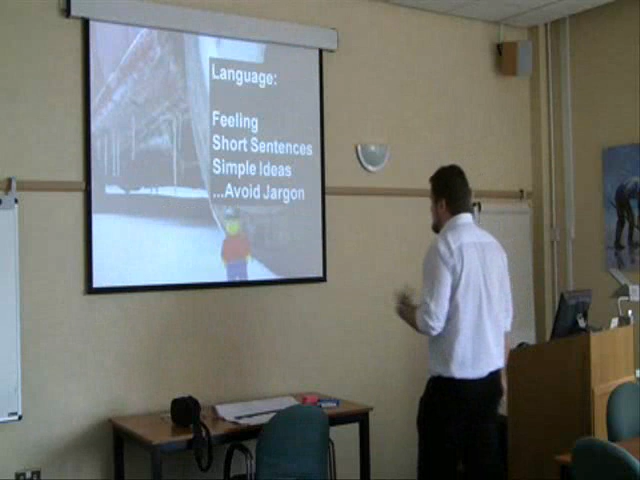 Language:
Feeling
Short Sentences
Simple Ideas
...Avoid Jargon